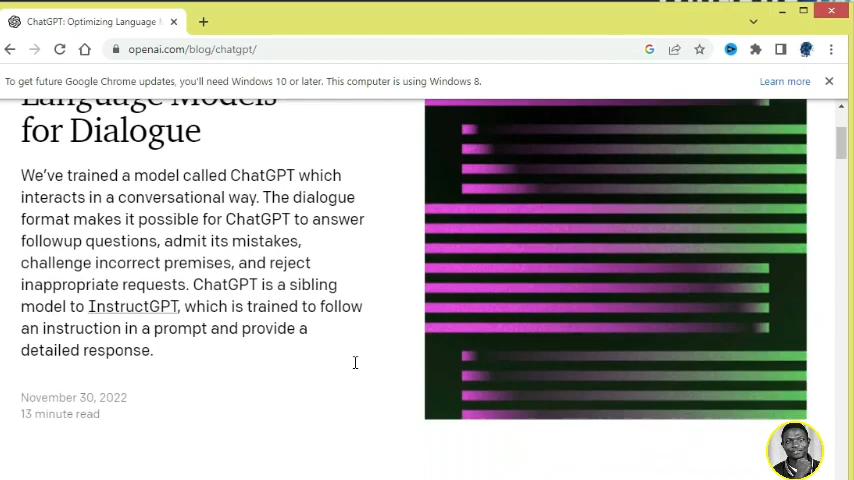 ChatGPT: Optimizing Language
openai.com/blog/chatgpt/
To get future Google Chrome updates, you'll need Windows 10 or later. This computer is using Windows 8.
Learn more
Language Models
for Dialogue
We've trained a model called ChatGPT which
interacts in a conversational way. The dialogue
format makes it possible for ChatGPT to answer
followup questions, admit its mistakes,
challenge incorrect premises, and reject
inappropriate requests. ChatGPT is a sibling
model to InstructGPT, which is trained to follow
an instruction in a prompt and provide a
detailed response.
November 30, 2022
13 minute read